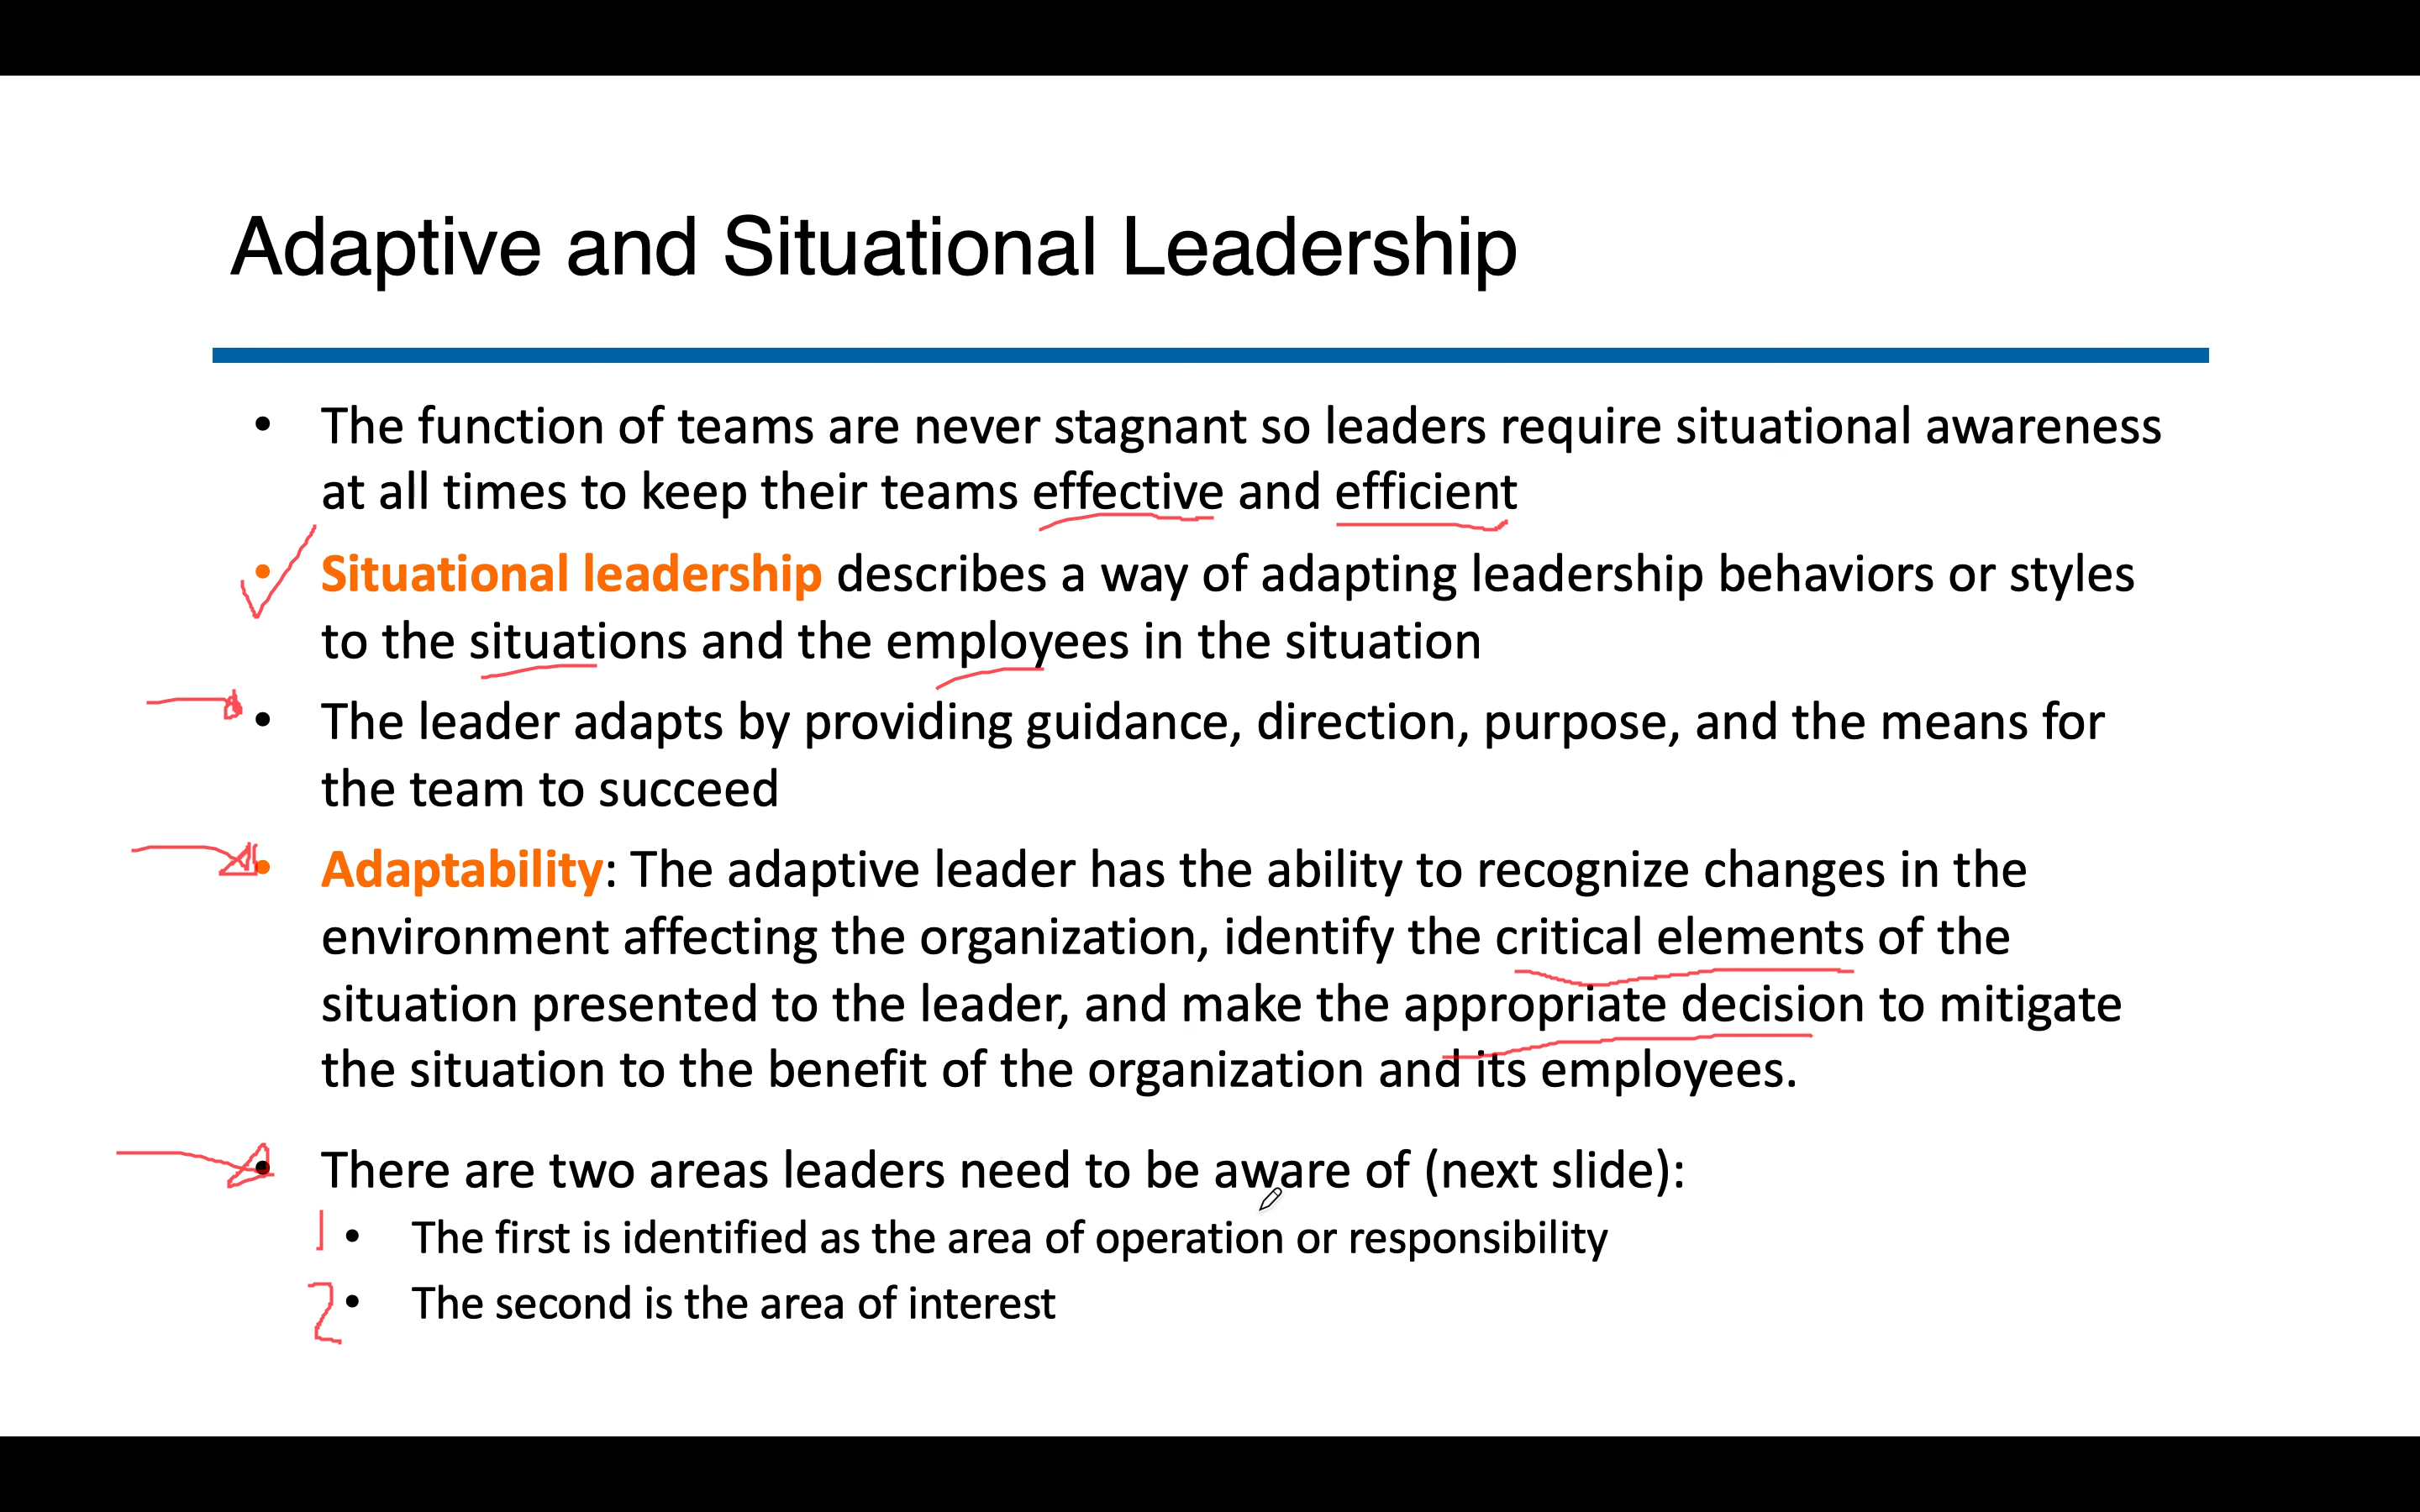 Adaptive and Situational Leadership
• The function of teams are never stagnant so leaders require situational awareness
at all times to keep their teams effective and efficient
• Situational leadership describes a way of adapting leadership behaviors or styles
to the situations and the employees in the situation
• The leader adapts by providing guidance, direction, purpose, and the means for
the team to succeed
• Adaptability: The adaptive leader has the ability to recognize changes in the
environment affecting the organization, identify the critical elements of the
situation presented to the leader, and make the appropriate decision to mitigate
the situation to the benefit of the organization and its employees.
• There are two areas leaders need to be aware of (next slide):
1 • The first is identified as the area of operation or responsibility
2 • The second is the area of interest